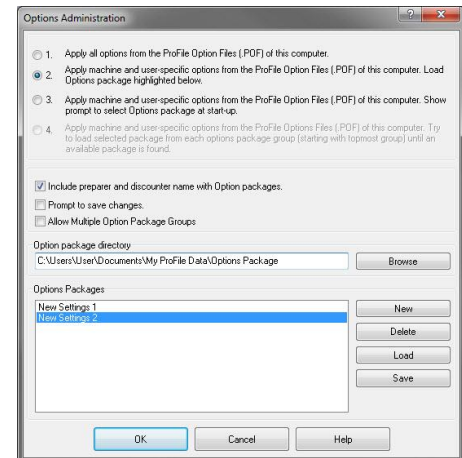 Options Administration
1. Apply all options from the ProFile Option Files (.POF) of this computer.
2. Apply machine and user-specific options from the ProFile Option Files (.POF) of this computer. Load
Options package highlighted below.
3. Apply machine and user-specific options from the ProFile Option Files (.POF) of this computer. Show
prompt to select Options package at start-up.
4. Apply machine and user-specific options from the ProFile Options Files (.POF) of this computer. Try
to load selected package from each options package group (starting with topmost group) until an
available package is found.
Include preparer and discounter name with Option packages.
Prompt to save changes.
Allow Multiple Option Package Groups
Option package directory
C:\Users\User\Documents\My ProFile Data\Options Package
Browse
Options Packages
New Settings 1
New Settings 2
New
Delete
Load
Save
OK
Cancel
Help